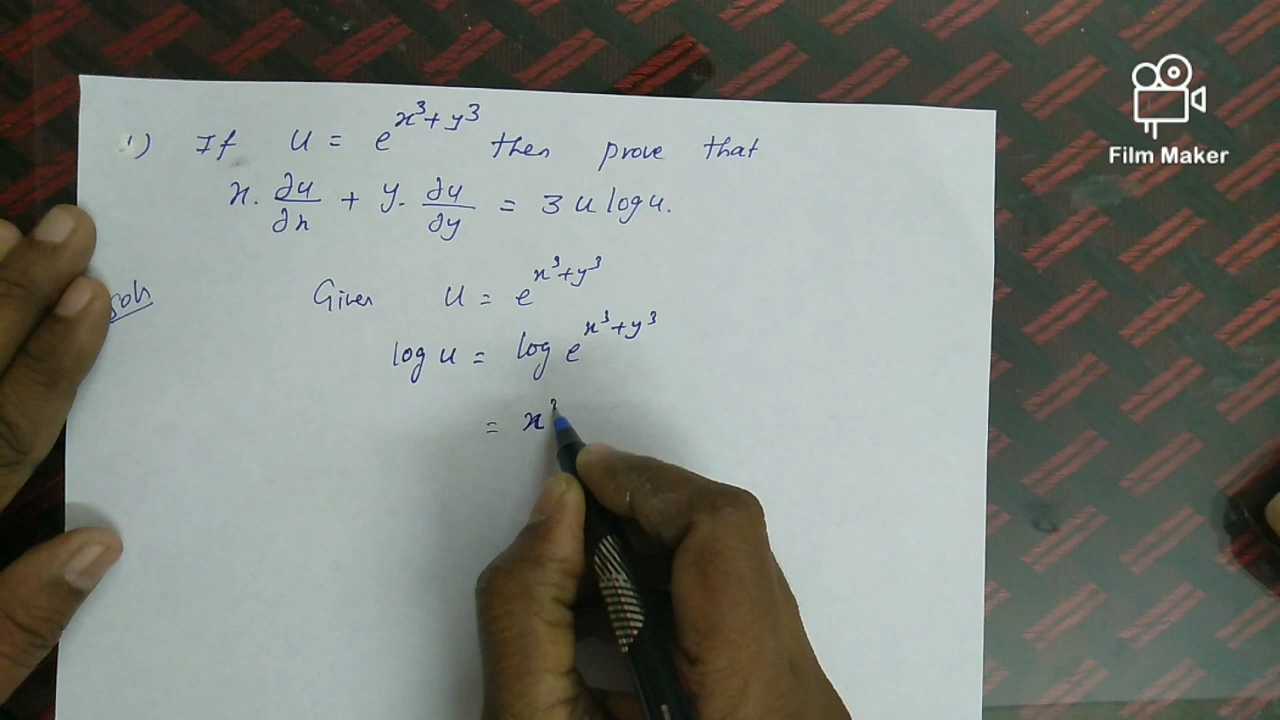 1) If u = e^{x³+y³} then prove that
x. ∂u/∂x + y. ∂u/∂y = 3 u log u.
Soln Given u = e^{x³+y³}
log u = log e^{x³+y³}
= x³
Film Maker